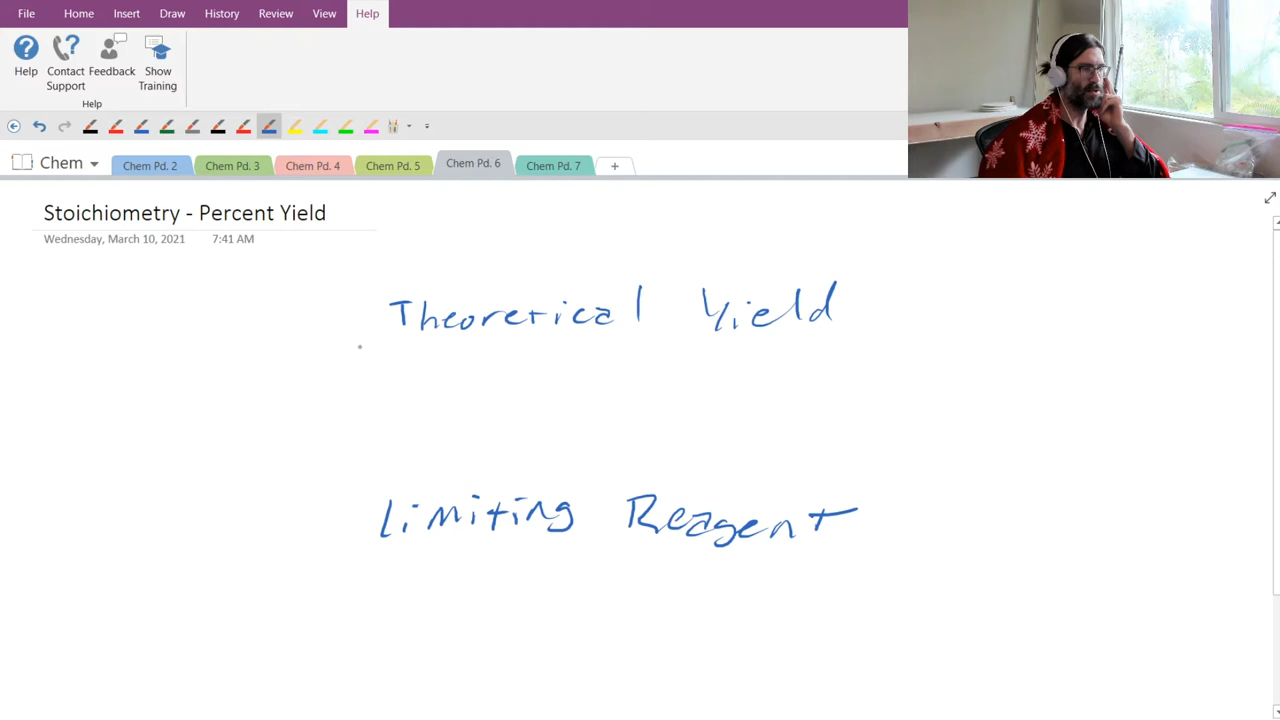 File Home Insert Draw History Review View Help
Help Contact Support Feedback Show Training
Help
Chem Chem Pd. 2 Chem Pd. 3 Chem Pd. 4 Chem Pd. 5 Chem Pd. 6 Chem Pd. 7 +
Stoichiometry - Percent Yield
Wednesday, March 10, 2021 7:41 AM
Theoretical Yield
Limiting Reagent